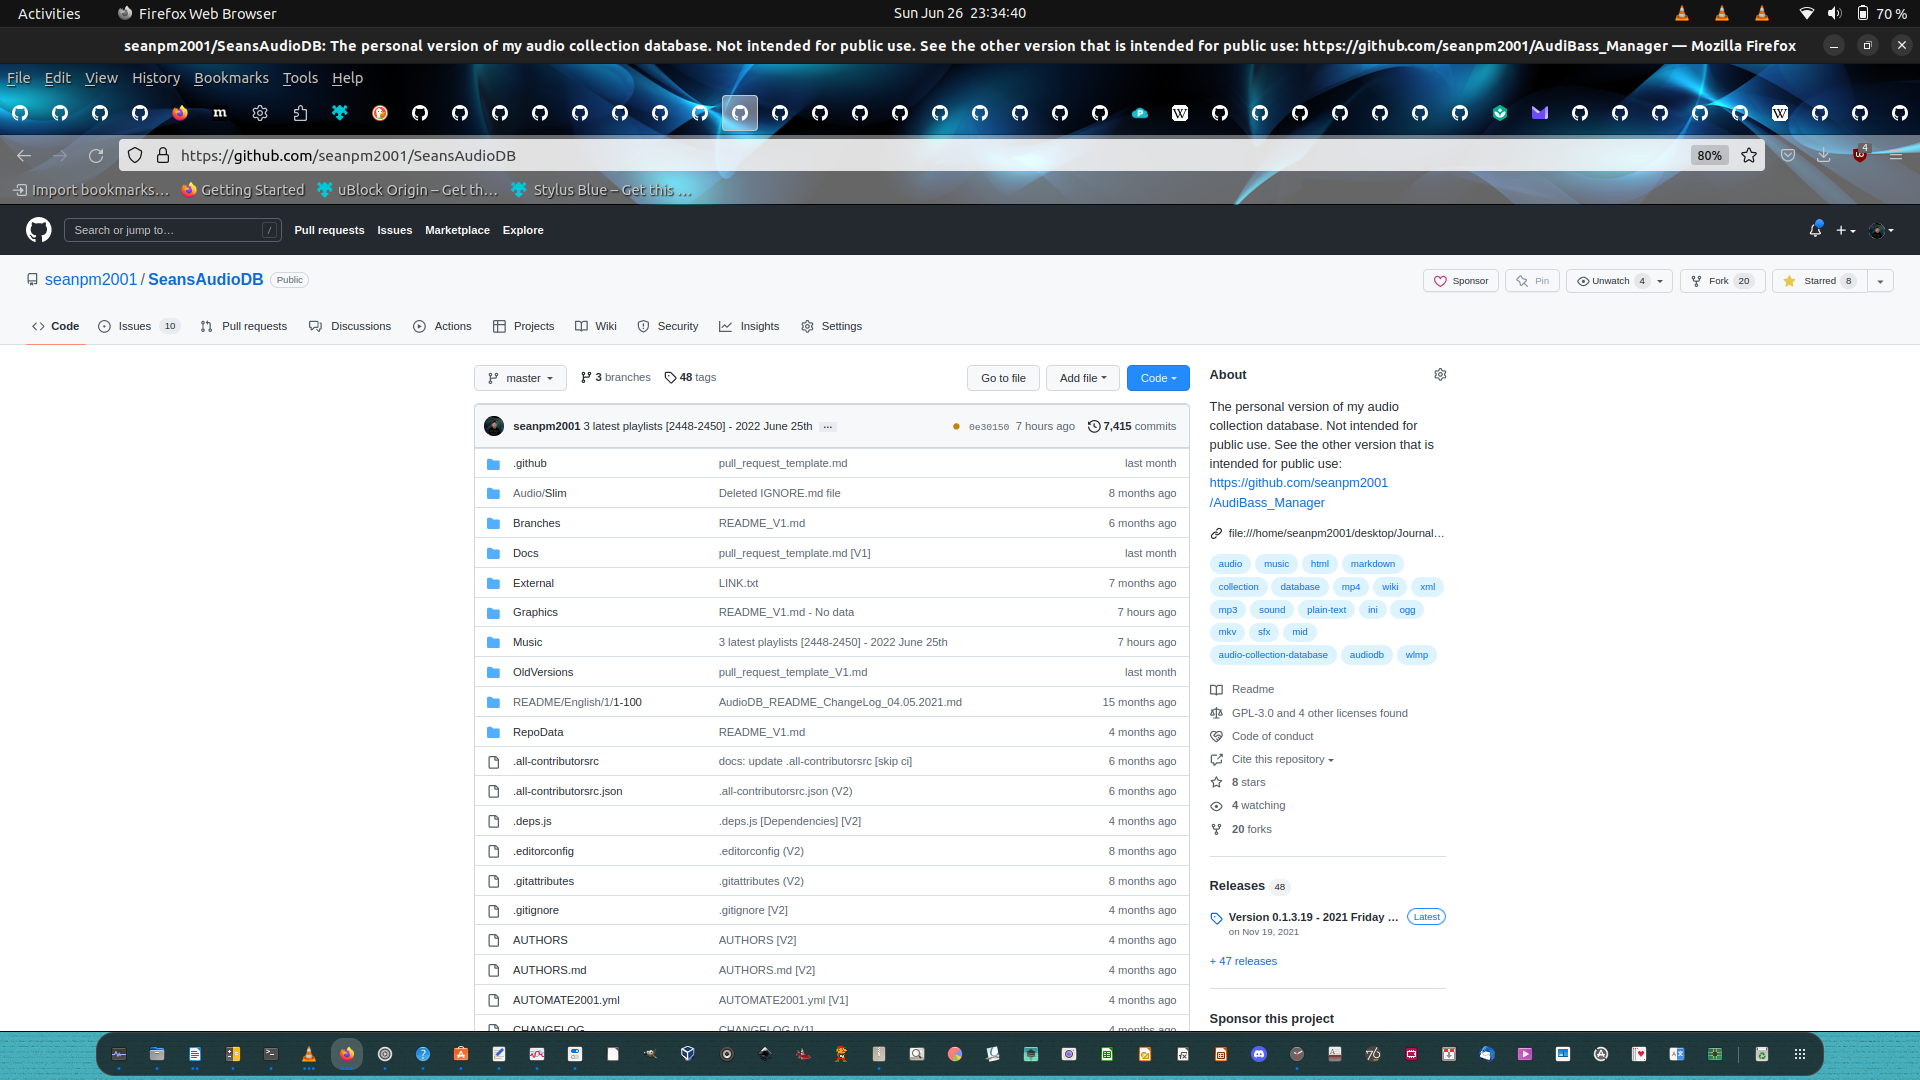 Activities
Firefox Web Browser
Sun Jun 26 23:34:40
70 %
seanpm2001/SeansAudioDB: The personal version of my audio collection database. Not intended for public use. See the other version that is intended for public use: https://github.com/seanpm2001/AudiBass_Manager — Mozilla Firefox
File Edit View History Bookmarks Tools Help
https://github.com/seanpm2001/SeansAudioDB
80%
4
Import bookmarks… Getting Started uBlock Origin – Get th… Stylus Blue – Get this …
Search or jump to… /
Pull requests Issues Marketplace Explore
seanpm2001 / SeansAudioDB Public
Sponsor Pin Unwatch 4 Fork 20 Starred 8
Code Issues 10 Pull requests Discussions Actions Projects Wiki Security Insights Settings
master 3 branches 48 tags Go to file Add file Code
seanpm2001 3 latest playlists [2448-2450] - 2022 June 25th … 0e30150 7 hours ago 7,415 commits
.github pull_request_template.md last month
Audio/Slim Deleted IGNORE.md file 8 months ago
Branches README_V1.md 6 months ago
Docs pull_request_template.md [V1] last month
External LINK.txt 7 months ago
Graphics README_V1.md - No data 7 hours ago
Music 3 latest playlists [2448-2450] - 2022 June 25th 7 hours ago
OldVersions pull_request_template_V1.md last month
README/English/1/1-100 AudioDB_README_ChangeLog_04.05.2021.md 15 months ago
RepoData README_V1.md 4 months ago
.all-contributorsrc docs: update .all-contributorsrc [skip ci] 6 months ago
.all-contributorsrc.json .all-contributorsrc.json (V2) 6 months ago
.deps.js .deps.js [Dependencies] [V2] 4 months ago
.editorconfig .editorconfig (V2) 8 months ago
.gitattributes .gitattributes (V2) 8 months ago
.gitignore .gitignore [V2] 4 months ago
AUTHORS AUTHORS [V2] 4 months ago
AUTHORS.md AUTHORS.md [V2] 4 months ago
AUTOMATE2001.yml AUTOMATE2001.yml [V1] 4 months ago
CHANGELOG CHANGELOG [V1] 4 months ago
About
The personal version of my audio
collection database. Not intended for
public use. See the other version that is
intended for public use:
https://github.com/seanpm2001
/AudiBass_Manager
file:///home/seanpm2001/desktop/Journal…
audio music html markdown
collection database mp4 wiki xml
mp3 sound plain-text ini ogg
mkv sfx mid
audio-collection-database audiodb wlmp
Readme
GPL-3.0 and 4 other licenses found
Code of conduct
Cite this repository
8 stars
4 watching
20 forks
Releases 48
Version 0.1.3.19 - 2021 Friday … Latest
on Nov 19, 2021
+ 47 releases
Sponsor this project